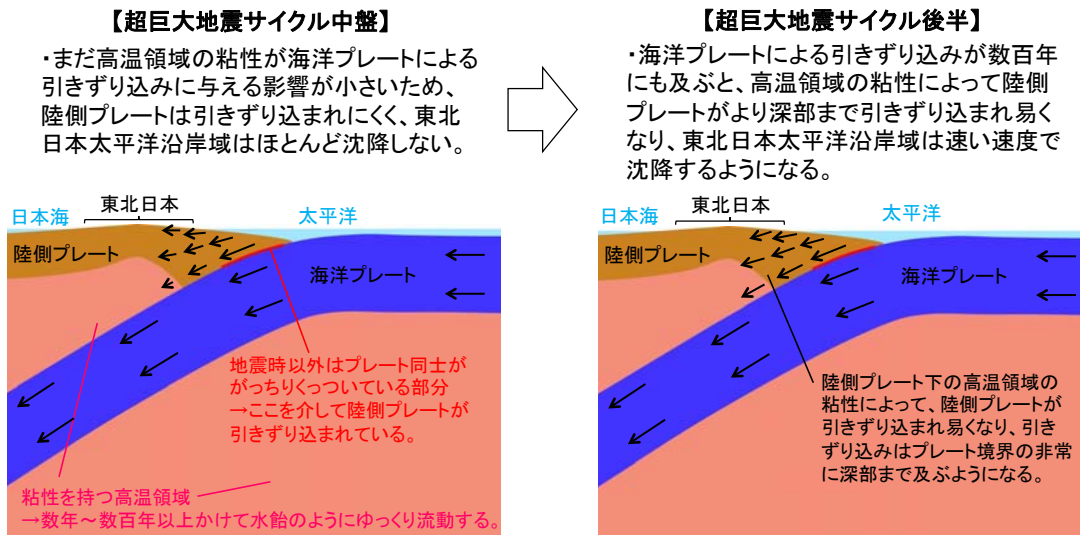 【超巨大地震サイクル中盤】
・まだ高温領域の粘性が海洋プレートによる
引きずり込みに与える影響が小さいため、
陸側プレートは引きずり込まれにくく、東北
日本太平洋沿岸域はほとんど沈降しない。
日本海
東北日本
太平洋
陸側プレート
海洋プレート
地震時以外はプレート同士が
がっちりくっついている部分
→ここを介して陸側プレートが
引きずり込まれている。
粘性を持つ高温領域
→数年～数百年以上かけて水飴のようにゆっくり流動する。
【超巨大地震サイクル後半】
・海洋プレートによる引きずり込みが数百年
にも及ぶと、高温領域の粘性によって陸側
プレートがより深部まで引きずり込まれ易く
なり、東北日本太平洋沿岸域は速い速度で
沈降するようになる。
日本海
東北日本
太平洋
陸側プレート
海洋プレート
陸側プレート下の高温領域の
粘性によって、陸側プレートが
引きずり込まれ易くなり、引き
ずり込みはプレート境界の非常
に深部まで及ぶようになる。